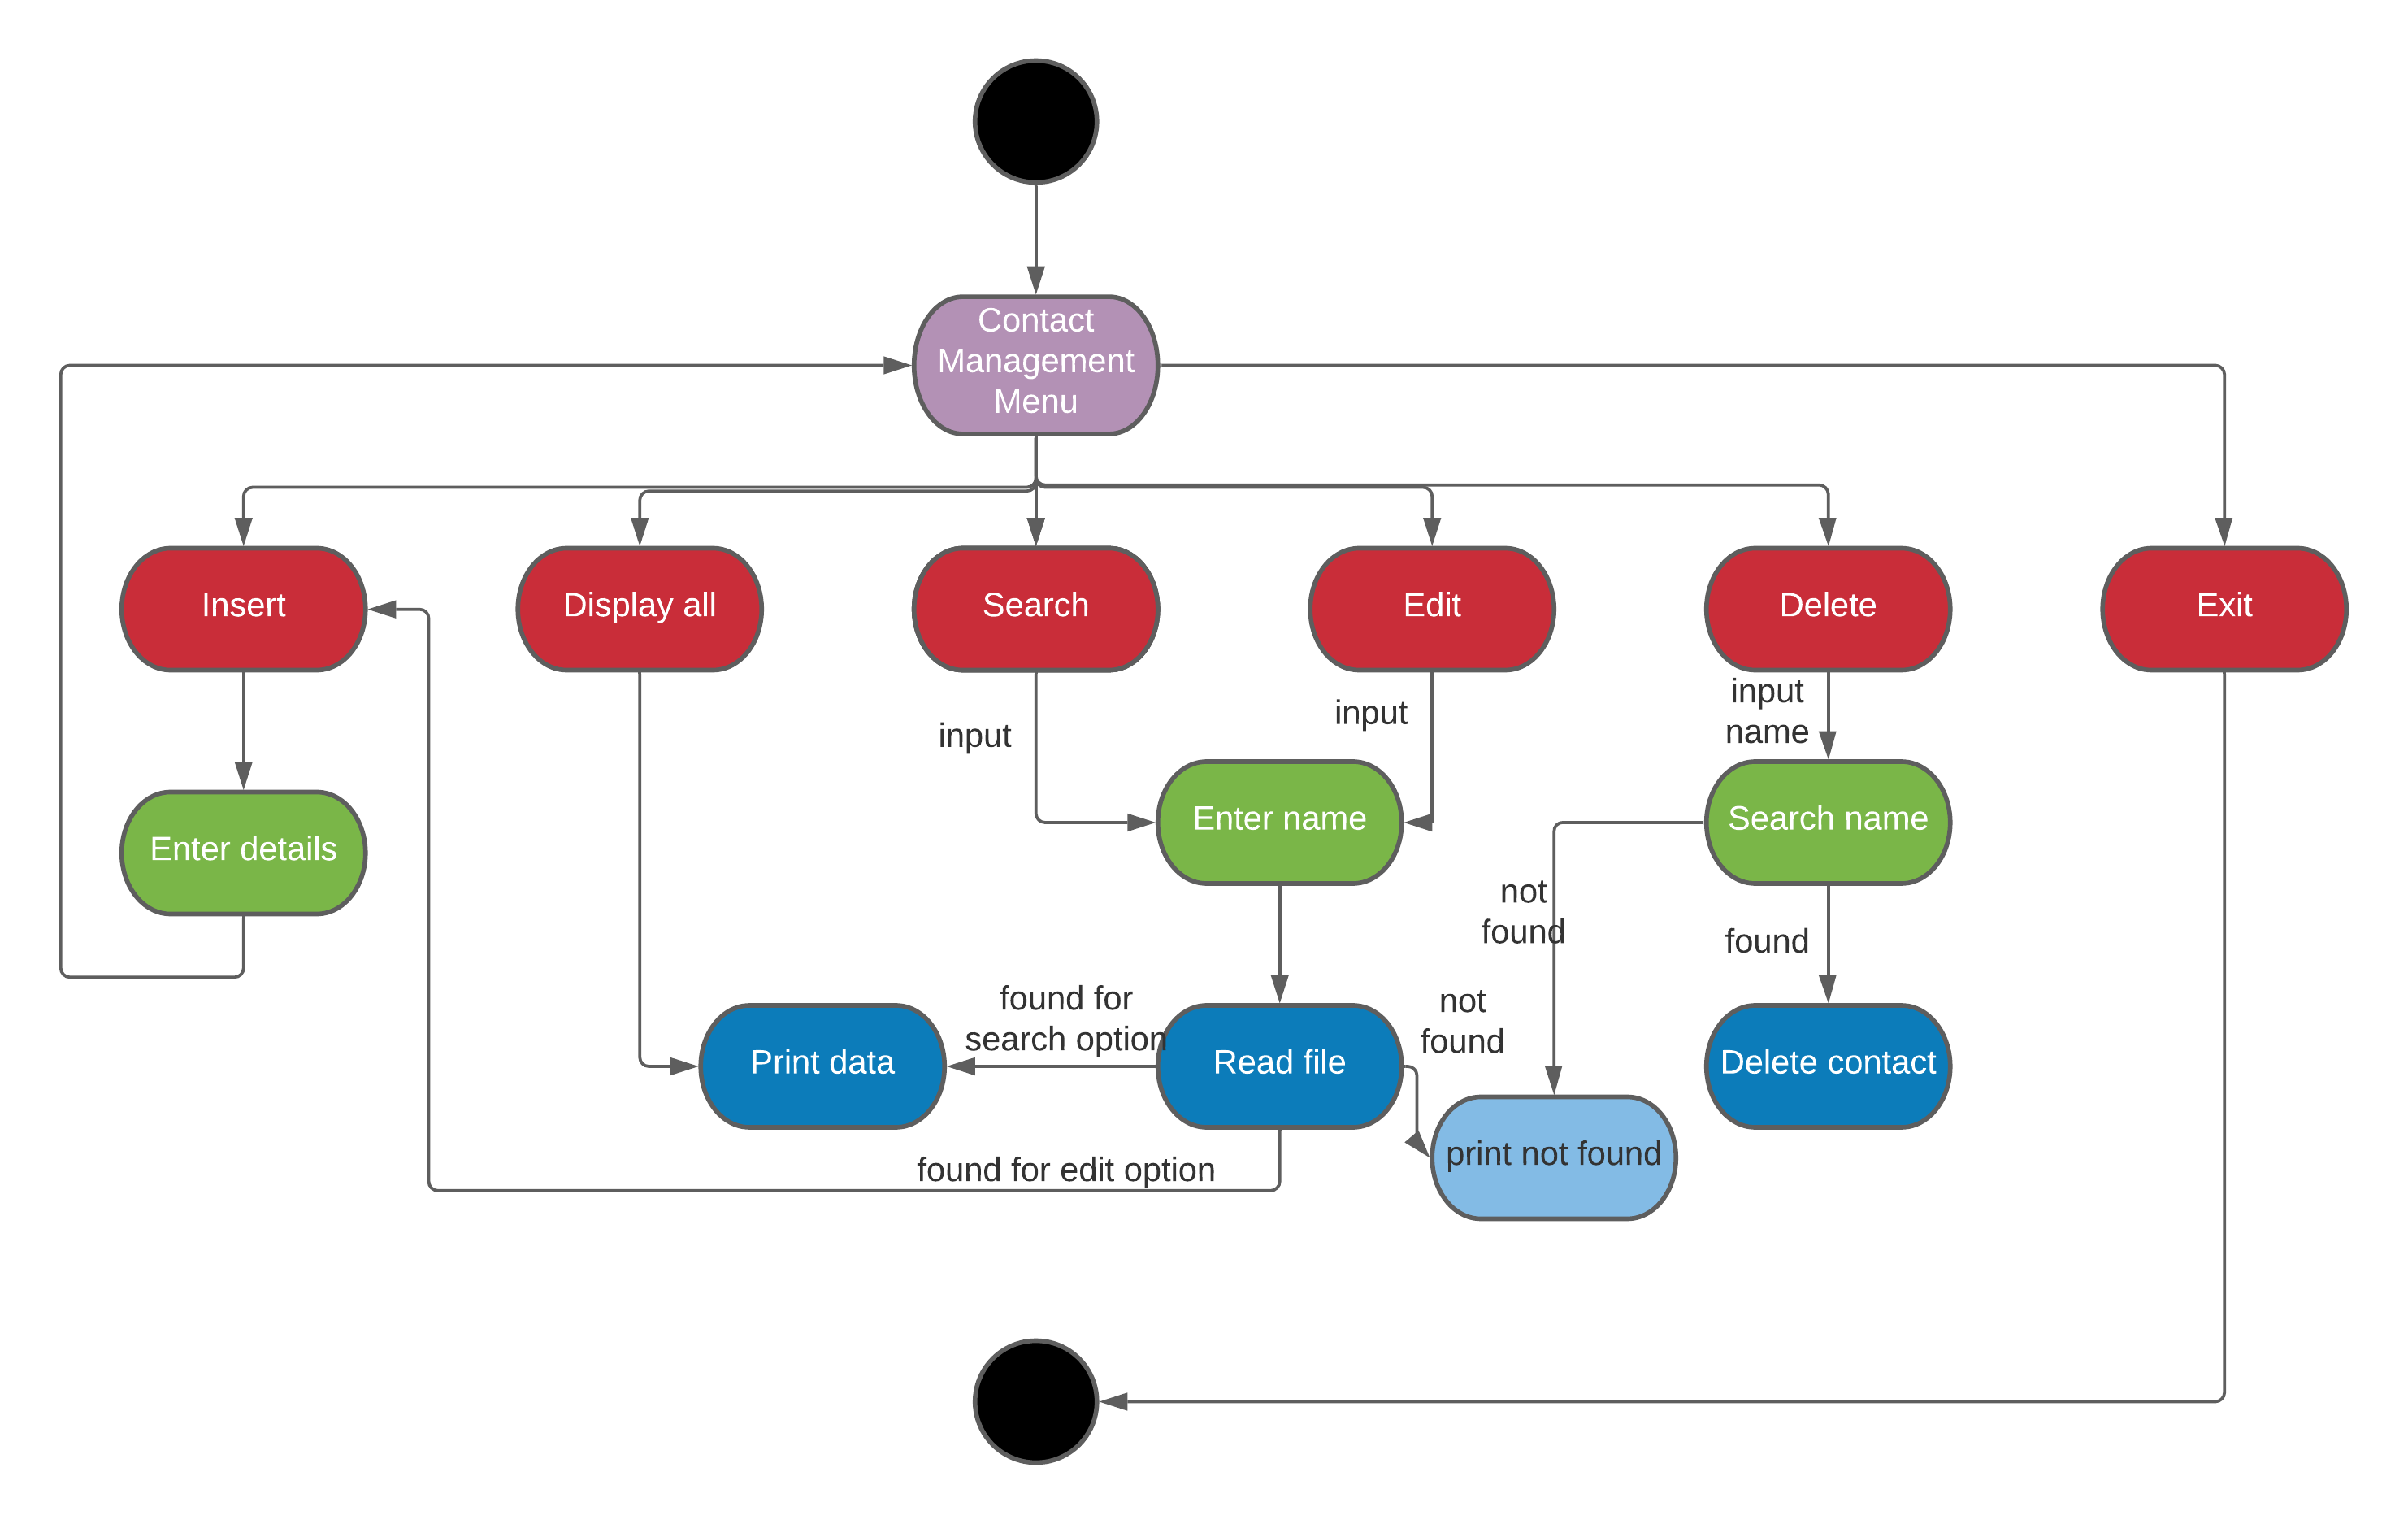 Contact
Management
Menu
Insert
Display all
Search
Edit
Delete
Exit
input
name
input
input
Enter name
Search name
Enter details
not
found
found
found for
search option
not
found
Print data
Read file
Delete contact
print not found
found for edit option